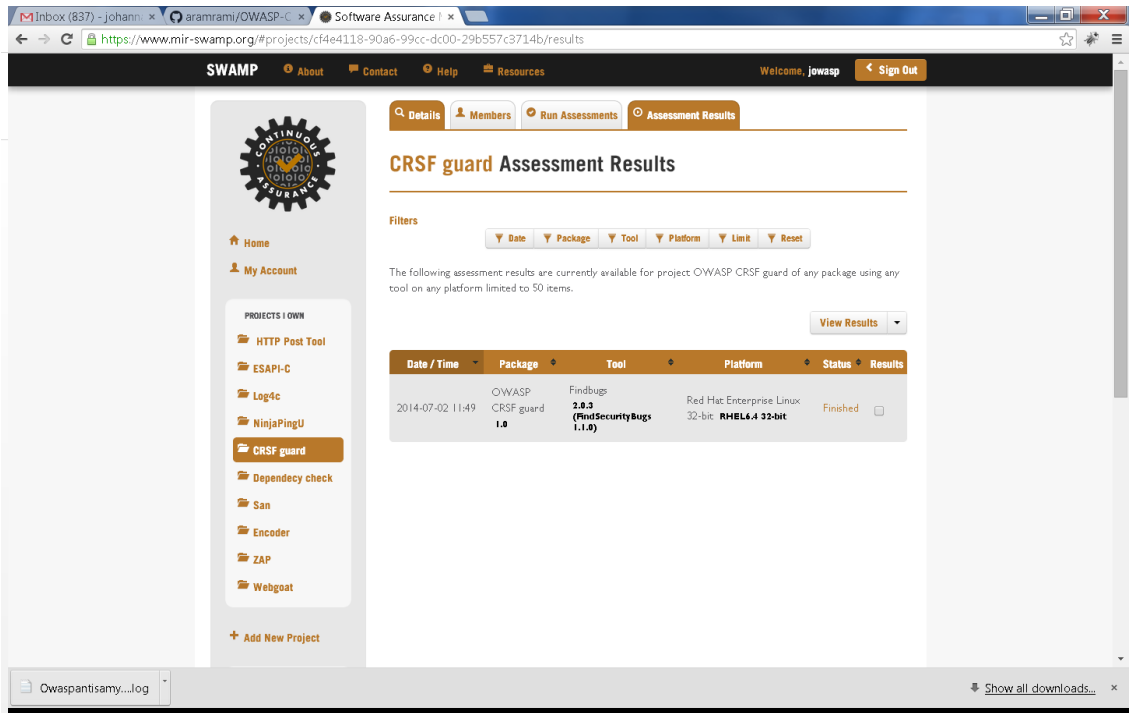 Inbox (837) - johann
aramrami/OWASP-C
Software Assurance
https://www.mir-swamp.org/#projects/cf4e4118-90a6-99cc-dc00-29b557c3714b/results
SWAMP About Contact Help Resources Welcome, jowasp Sign Out
CONTINUOUS
ASSURANCE
Home
My Account
PROJECTS I OWN
HTTP Post Tool
ESAPI-C
Log4c
NinjaPingU
CRSF guard
Dependecy check
San
Encoder
ZAP
Webgoat
Add New Project
Details Members Run Assessments Assessment Results
CRSF guard Assessment Results
Filters
Date Package Tool Platform Limit Reset
The following assessment results are currently available for project OWASP CRSF guard of any package using any
tool on any platform limited to 50 items.
View Results
Date / Time Package Tool Platform Status Results
2014-07-02 11:49
OWASP
CRSF guard
1.0
Findbugs
2.0.3
(FindSecurityBugs
1.1.0)
Red Hat Enterprise Linux
32-bit RHEL6.4 32-bit
Finished
Owaspantisamy....log
Show all downloads...